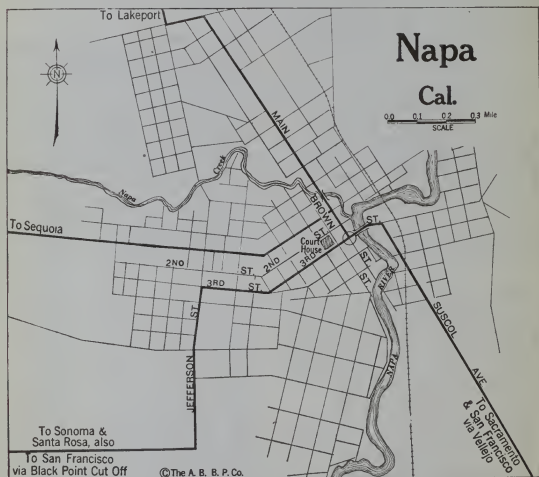 To Lakeport
Napa
Cal.
0.0 0.1 0.2 0.3 Mile
SCALE
N
MAIN
Napa
Creek
BROWN
ST.
To Sequoia
Court
House
2ND
ST.
2ND
3RD
ST.
3RD
ST.
ST.
ST.
RIVER
NAPA
SUSCOL
AVE
JEFFERSON
ST.
To Sonoma &
Santa Rosa, also
To San Francisco
via Black Point Cut Off
©The A. B. B. P. Co.
To Sacramento
& San Francisco
via Vellejo